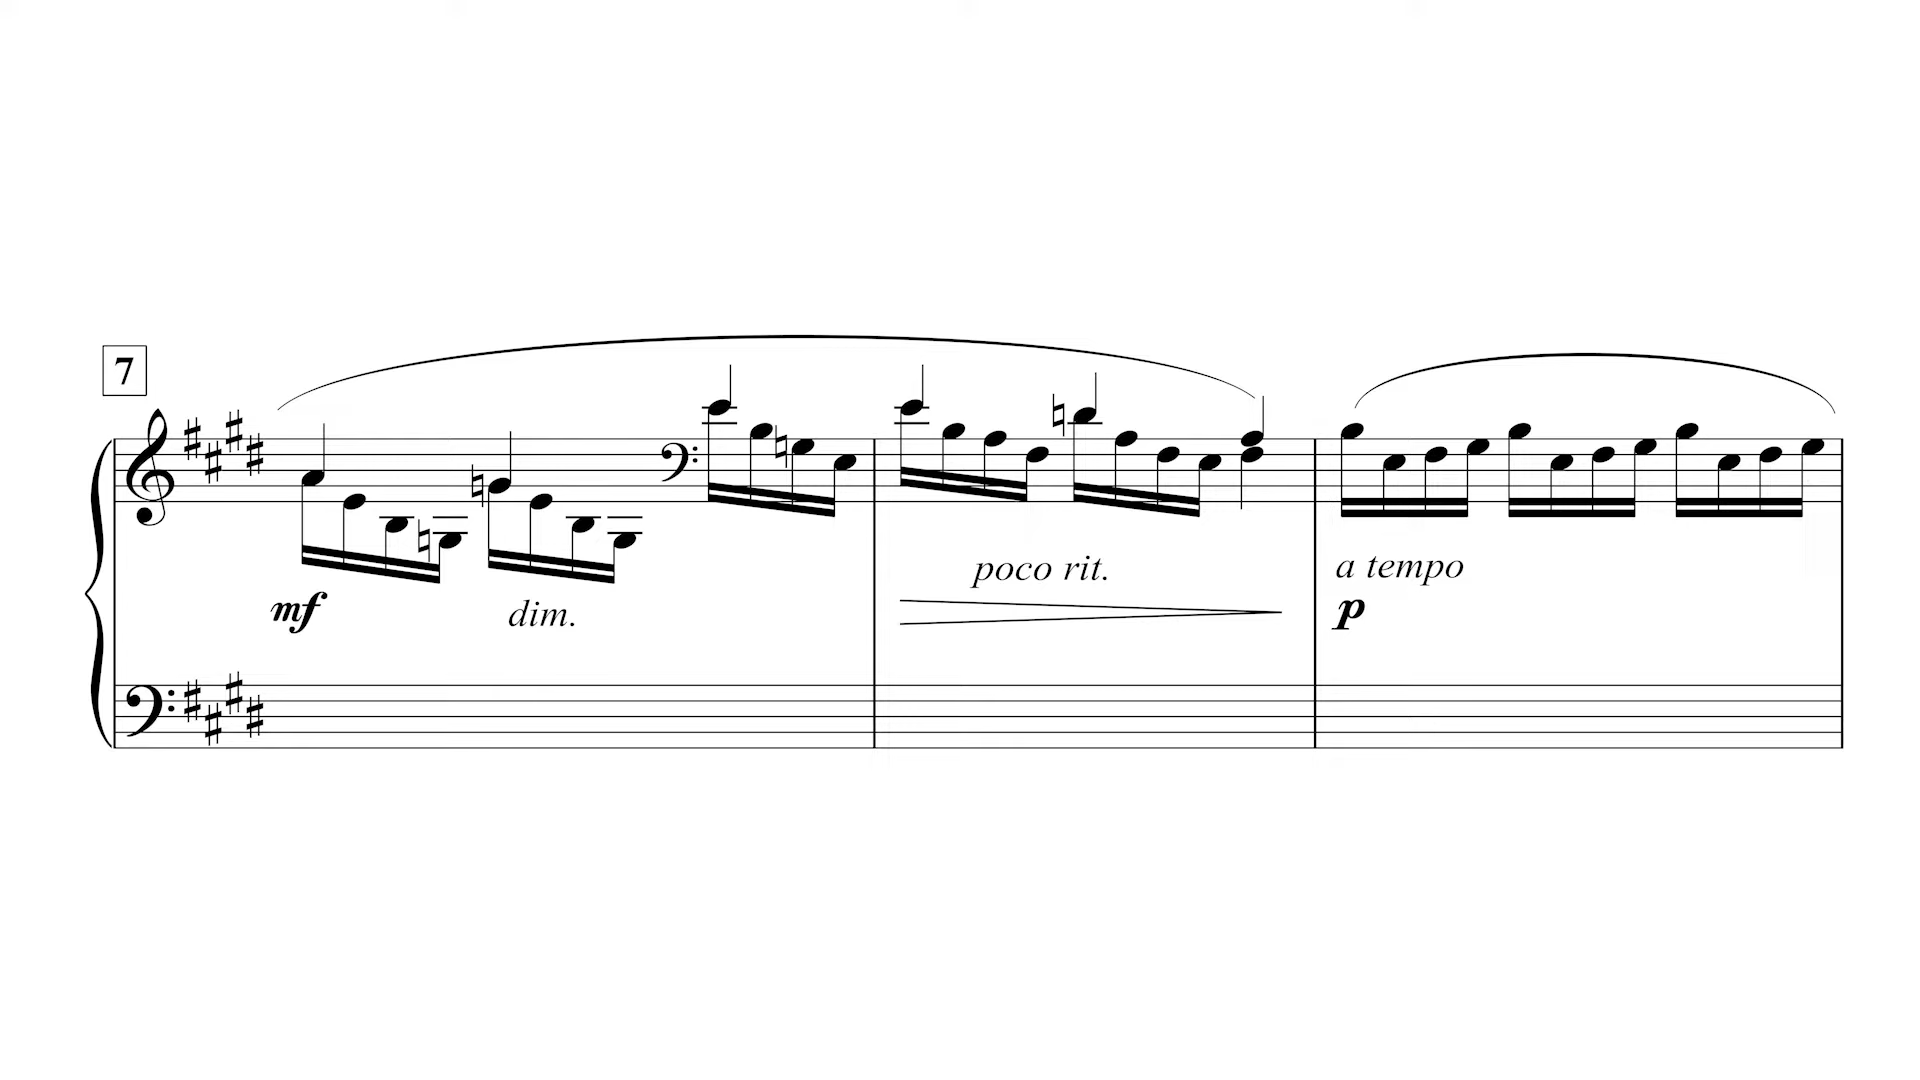 7
poco rit.
a tempo
mf
dim.
p